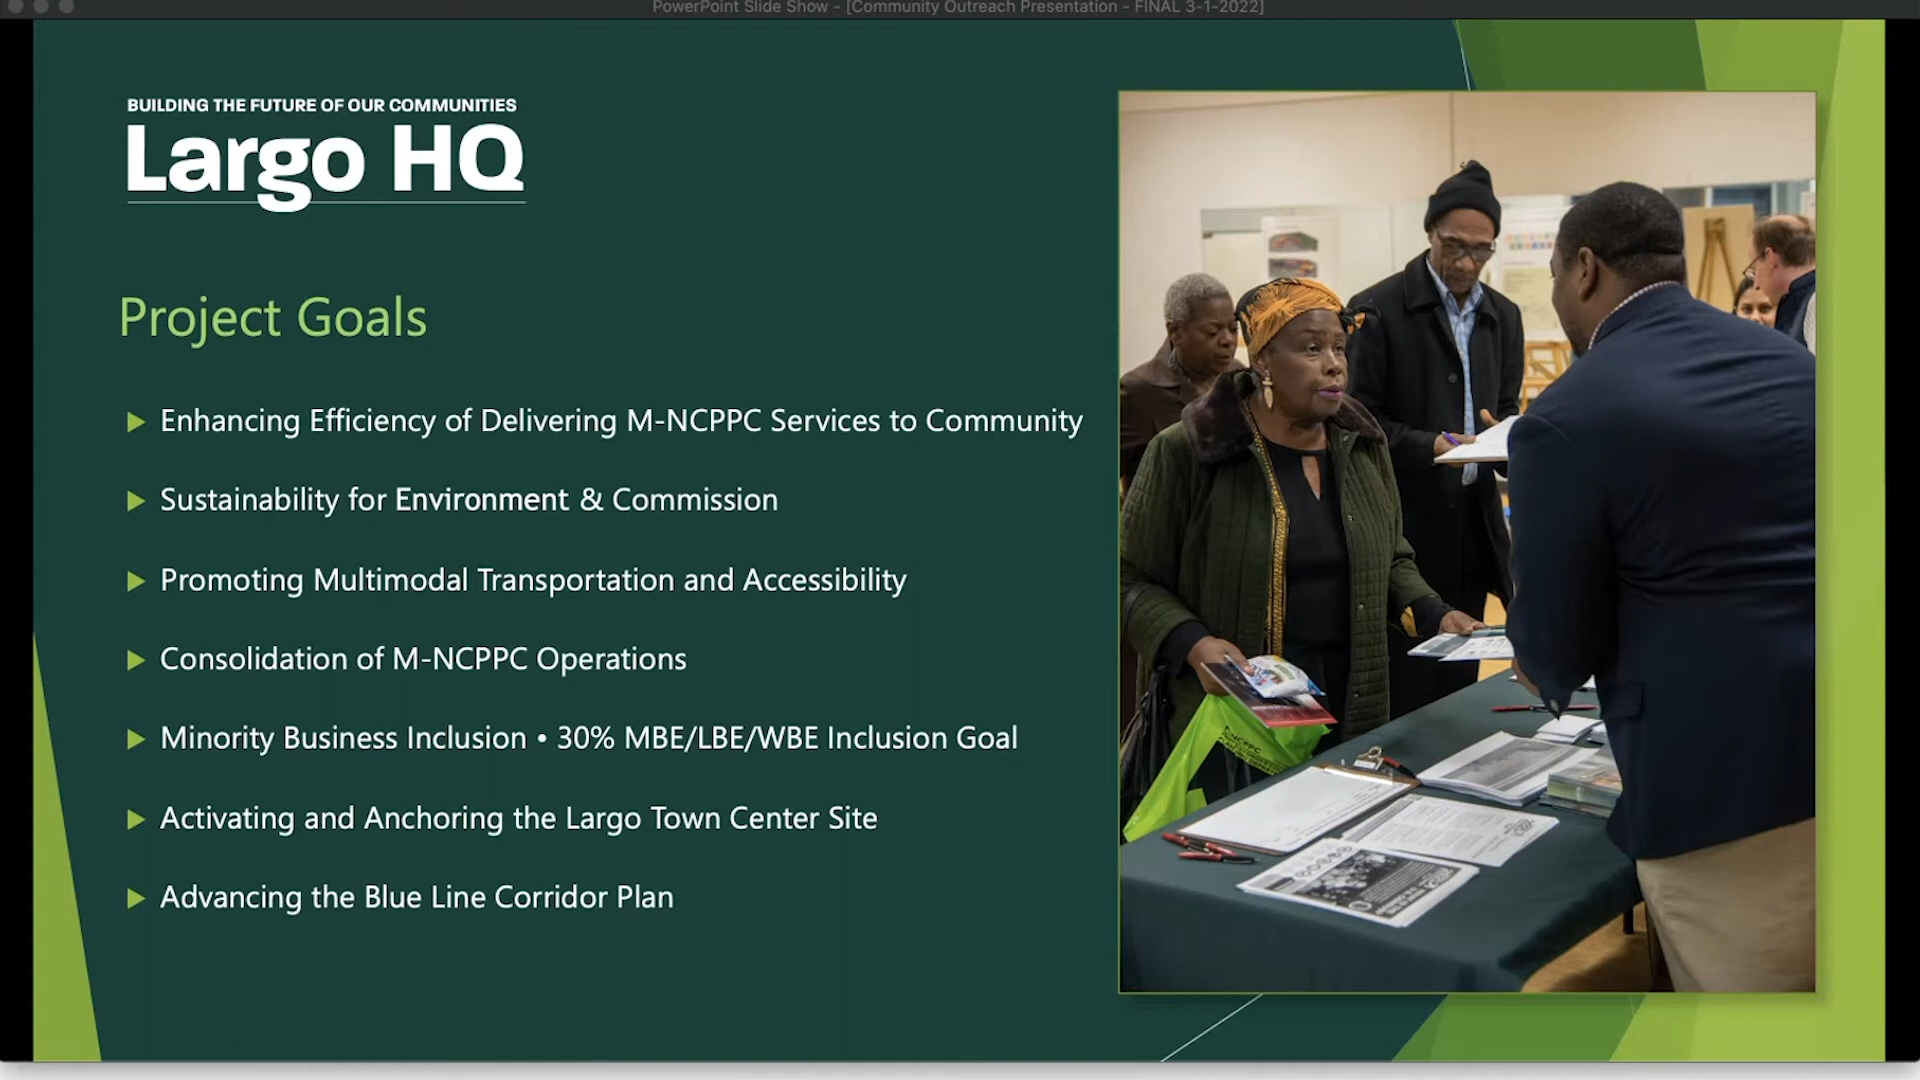 PowerPoint Slide Show - [Community Outreach Presentation - FINAL 3-1-2022]
BUILDING THE FUTURE OF OUR COMMUNITIES
Largo HQ
Project Goals
Enhancing Efficiency of Delivering M-NCPPC Services to Community
Sustainability for Environment & Commission
Promoting Multimodal Transportation and Accessibility
Consolidation of M-NCPPC Operations
Minority Business Inclusion • 30% MBE/LBE/WBE Inclusion Goal
Activating and Anchoring the Largo Town Center Site
Advancing the Blue Line Corridor Plan